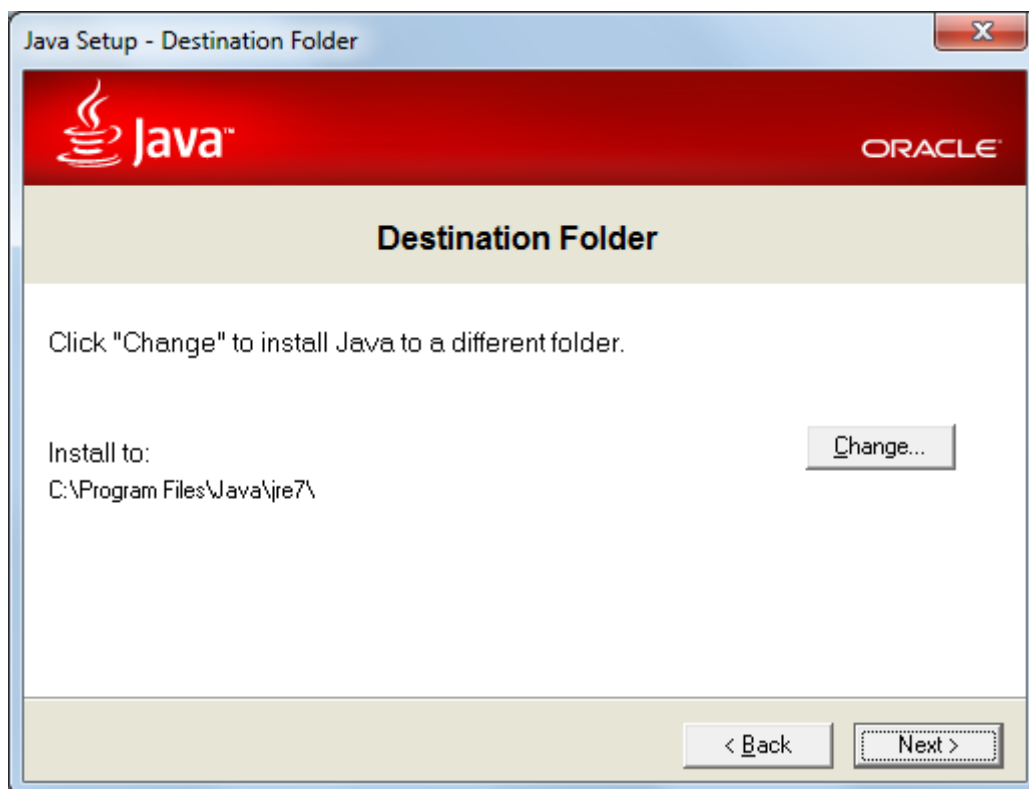 Java Setup - Destination Folder
Java™
ORACLE®
Destination Folder
Click "Change" to install Java to a different folder.
Change...
Install to:
C:\Program Files\Java\jre7\
< Back
Next >